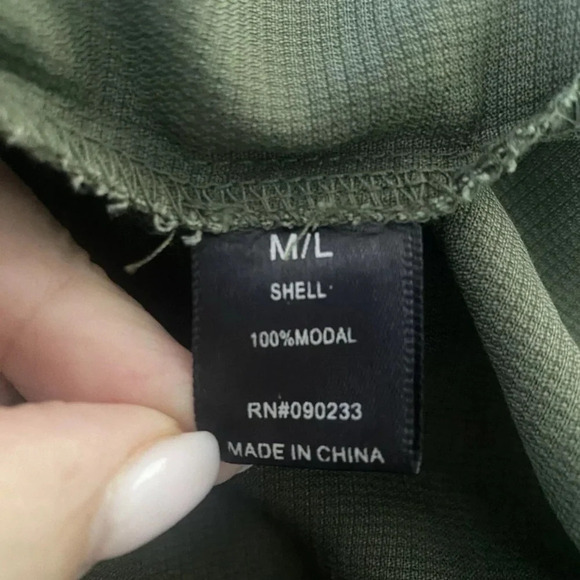 M/L
SHELL
100%MODAL
RN#090233
MADE IN CHINA